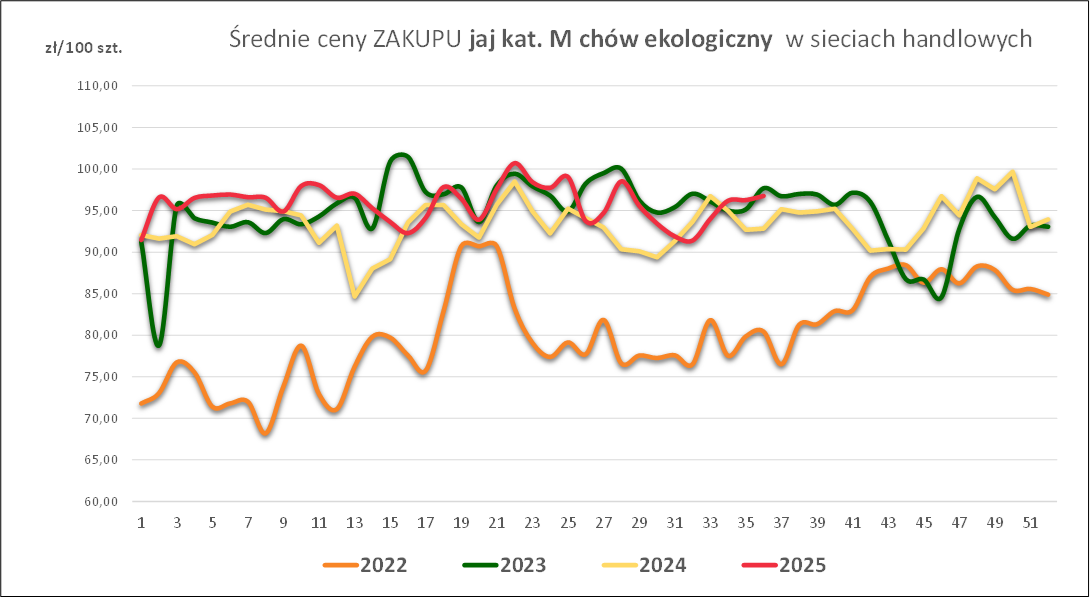 Średnie ceny ZAKUPU jaj kat. M chów ekologiczny w sieciach handlowych
zł/100 szt.
110,00
105,00
100,00
95,00
90,00
85,00
80,00
75,00
70,00
65,00
60,00
1 3 5 7 9 11 13 15 17 19 21 23 25 27 29 31 33 35 37 39 41 43 45 47 49 51
2022 2023 2024 2025